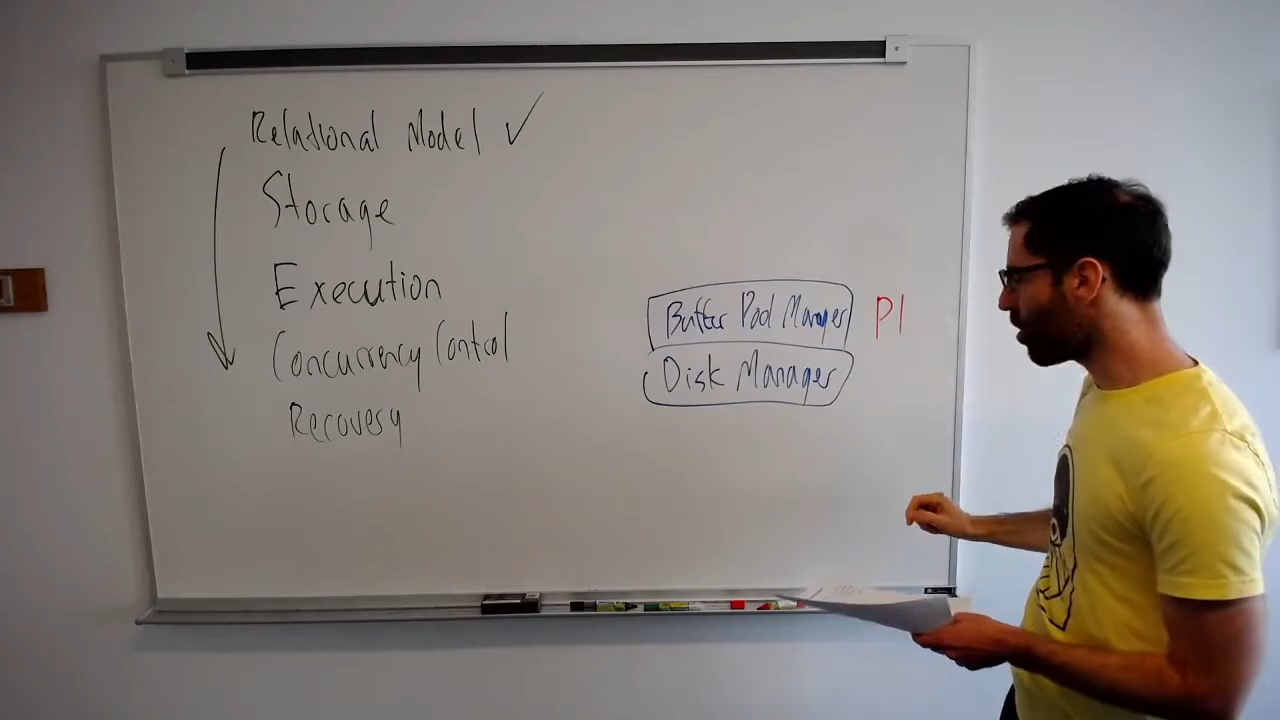 Relational Model ✓
Storage
Execution
Concurrency Control
Recovery
Buffer Pool Manager P1
Disk Manager